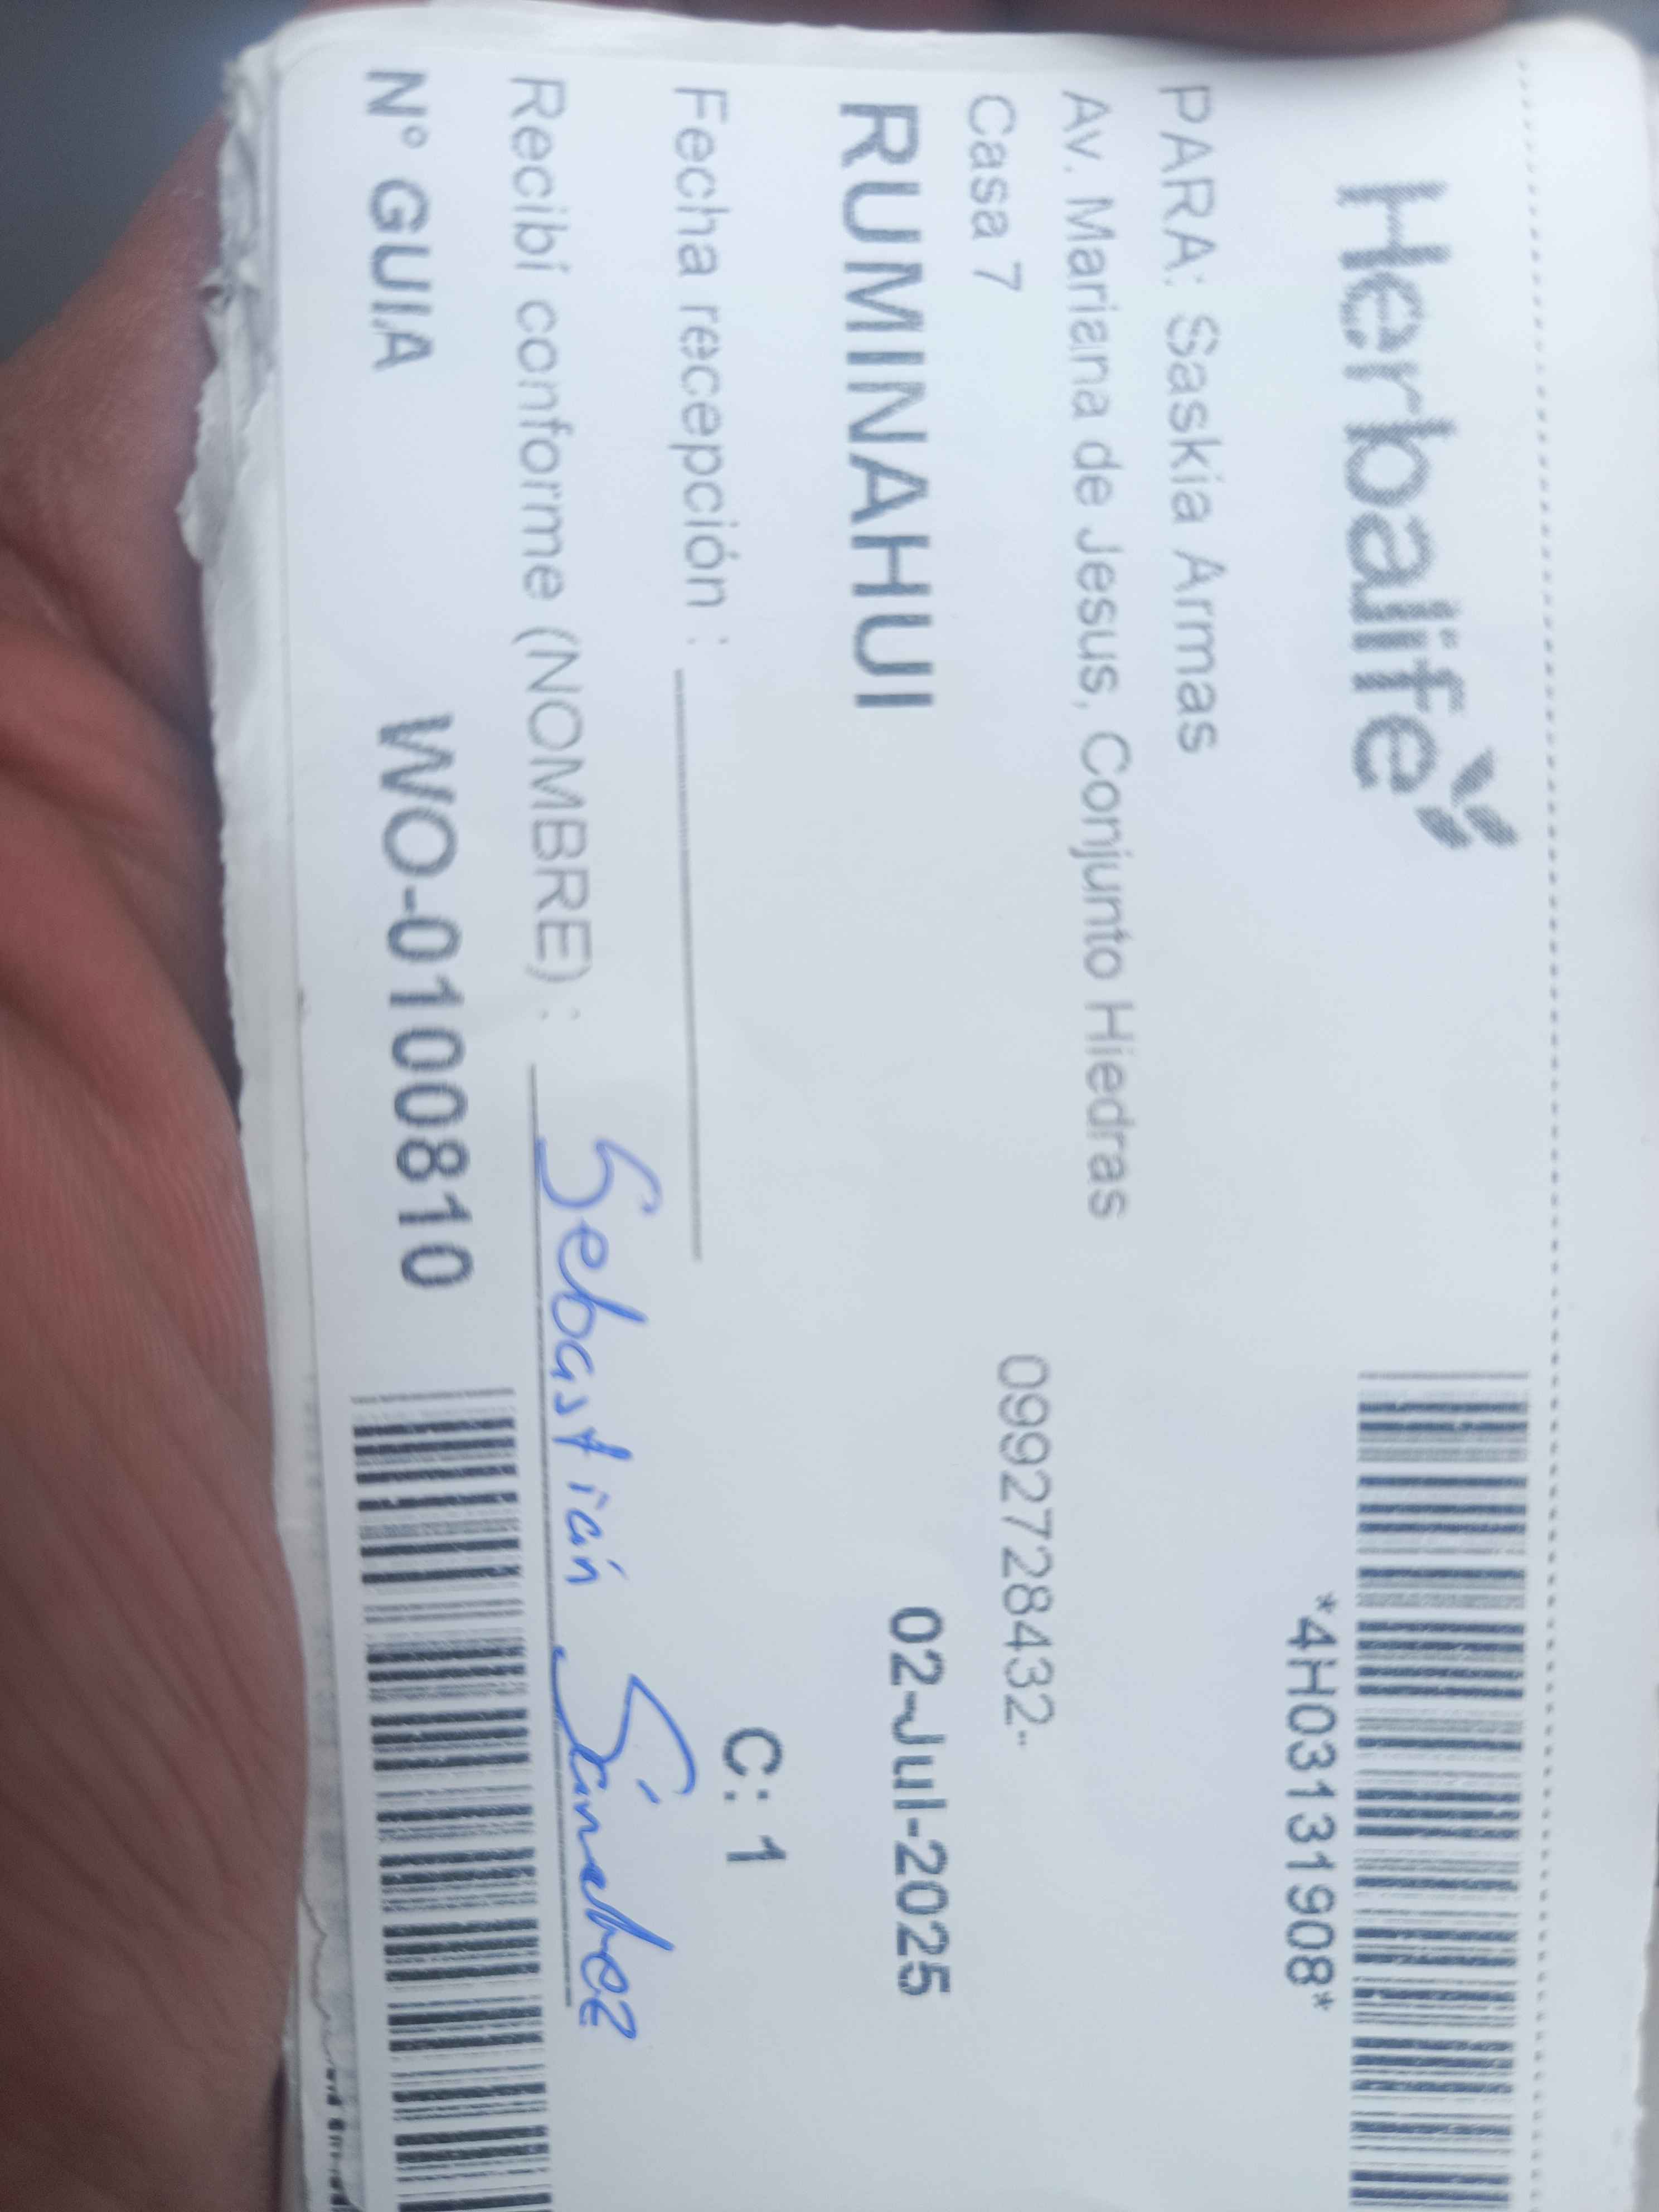 Herbalife
*4H03131908*
PARA: Saskia Armas
Av. Mariana de Jesus, Conjunto Hiedras
Casa 7 0992728432--
RUMINAHUI 02-Jul-2025
C: 1
Fecha recepción :
Recibí conforme (NOMBRE) : Sebastián Sánchez
N° GUIA WO-0100810